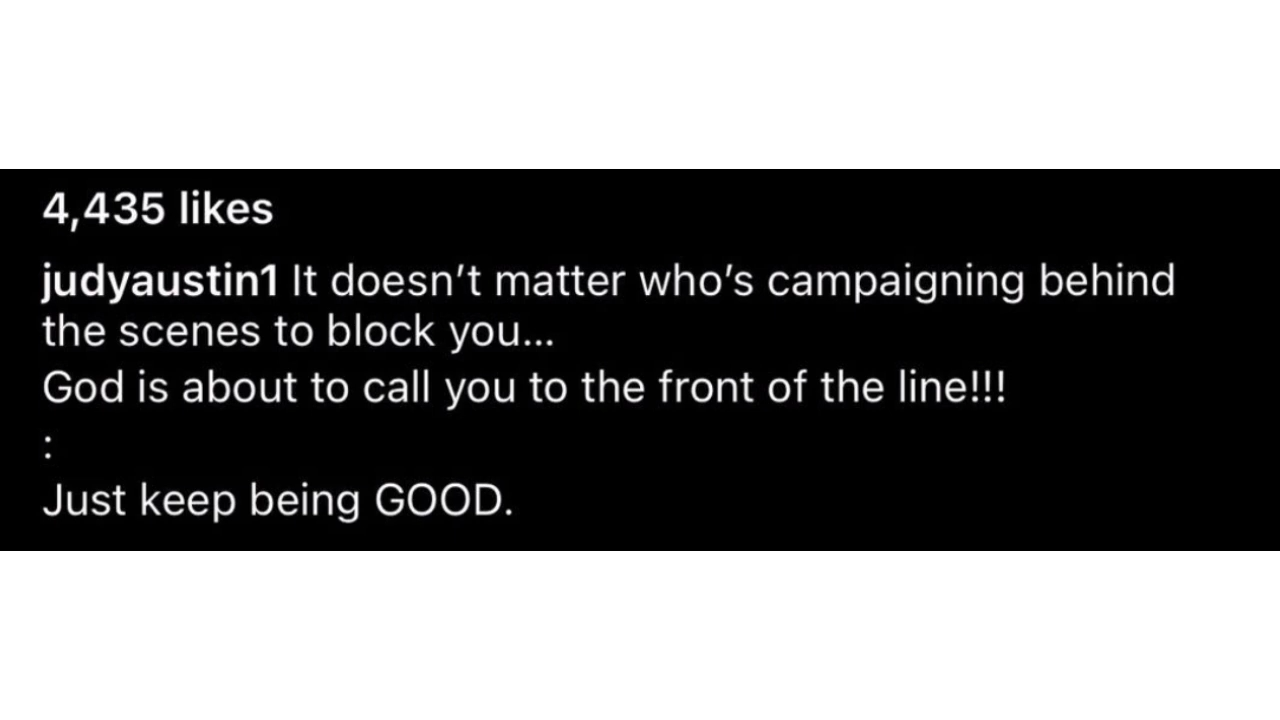 4,435 likes
judyaustin1 It doesn’t matter who’s campaigning behind
the scenes to block you...
God is about to call you to the front of the line!!!
:
Just keep being GOOD.